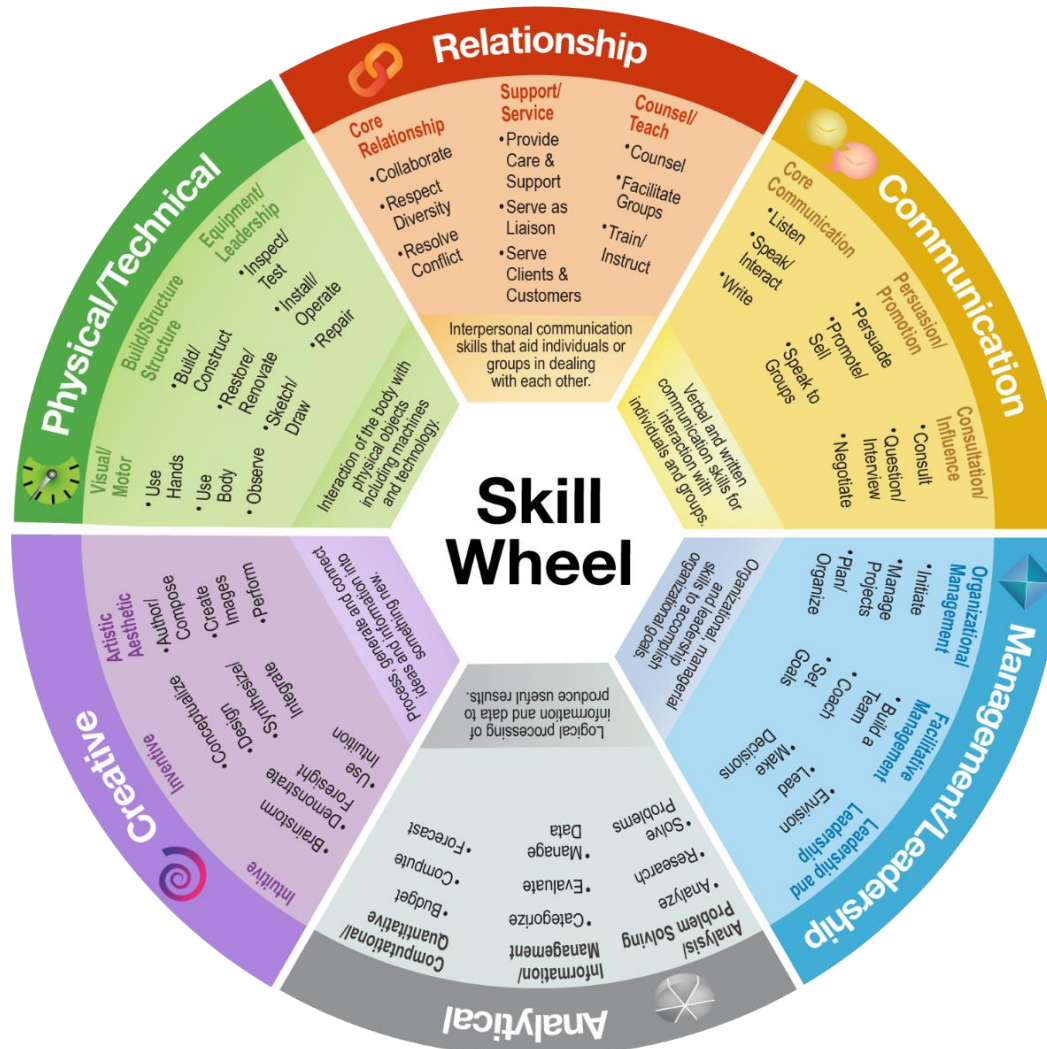 Skill
Wheel
Relationship
Core
Relationship
•Collaborate
•Respect
Diversity
•Resolve
Conflict
Support/
Service
•Provide
Care &
Support
•Serve as
Liaison
•Serve
Clients &
Customers
Counsel/
Teach
•Counsel
•Facilitate
Groups
•Train/
Instruct
Interpersonal communication
skills that aid individuals or
groups in dealing
with each other.
Communication
Core
Communication
•Listen
•Speak/
Interact
•Write
Persuasion/
Promotion
•Persuade
•Promote/
Sell
•Speak to
Groups
Consultation/
Influence
•Consult
•Question/
Interview
•Negotiate
Verbal and written
communication skills for
interaction with
individuals and groups.
Management/Leadership
Organizational
Management
•Initiate
•Manage
Projects
•Plan/
Organize
Facilitative
Management
•Build a
Team
•Coach
•Set
Goals
Leadership and
Leadership
•Envision
•Lead
•Make
Decisions
Organizational, managerial
and leadership
skills to accomplish
organizational goals.
Analytical
Analysis/
Problem Solving
•Analyze
•Research
•Solve
Problems
Information/
Management
•Categorize
•Evaluate
•Manage
Data
Computational/
Quantitative
•Budget
•Compute
•Forecast
Logical processing of
information and data to
produce useful results.
Creative
Intuitive
•Brainstorm
•Demonstrate
Foresight
•Use
Intuition
Inventive
•Conceptualize
•Design
•Synthesize/
Integrate
Artistic
Aesthetic
•Author/
Compose
•Create
Images
•Perform
Process, generate and connect
ideas and information into
something new.
Physical/Technical
Visual/
Motor
•Use
Hands
•Use
Body
•Observe
Build/Structure
Structure
•Build/
Construct
•Restore/
Renovate
•Sketch/
Draw
Equipment/
Leadership
•Inspect/
Test
•Install/
Operate
•Repair
Interaction of the body with
physical objects
including machines
and technology.